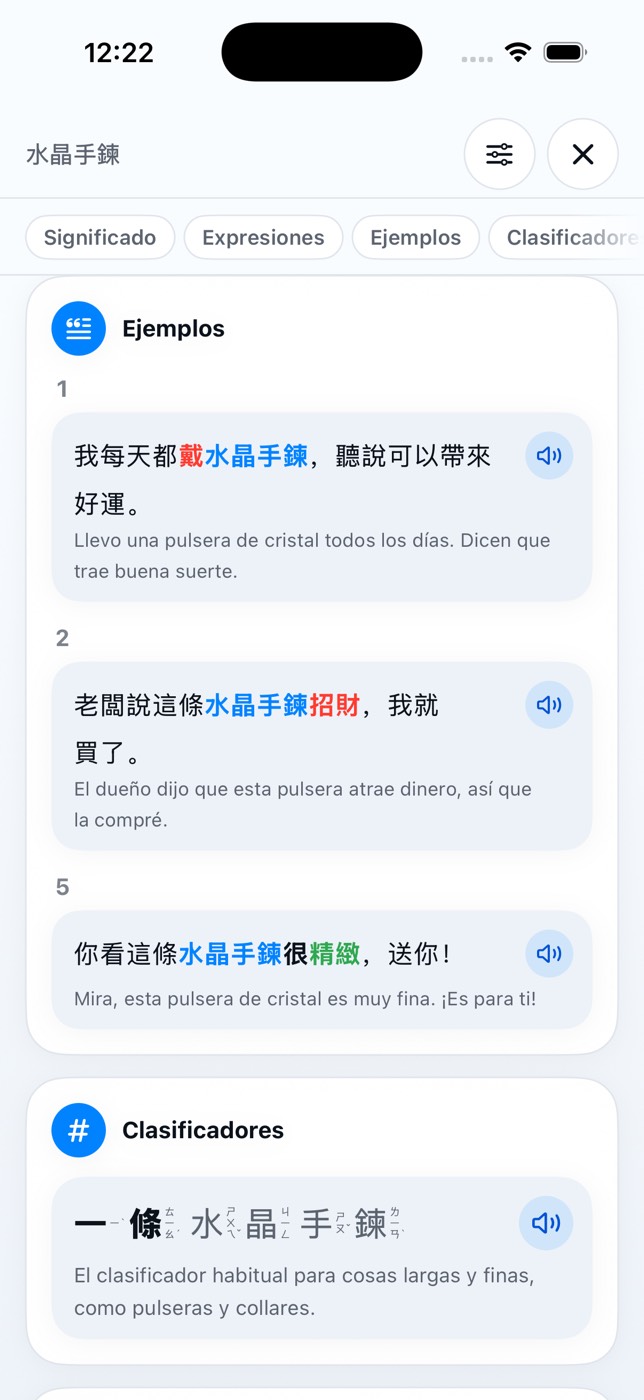 12:22
水晶手鍊
Significado Expresiones Ejemplos Clasificadore
Ejemplos
1
我每天都戴水晶手鍊，聽說可以帶來
好運。
Llevo una pulsera de cristal todos los días. Dicen que
trae buena suerte.
2
老闆說這條水晶手鍊招財，我就
買了。
El dueño dijo que esta pulsera atrae dinero, así que
la compré.
5
你看這條水晶手鍊很精緻，送你！
Mira, esta pulsera de cristal es muy fina. ¡Es para ti!
# Clasificadores
一ㄧˋ條ㄊㄧㄠˊ水ㄕㄨㄟˇ晶ㄐㄧㄥ手ㄕㄡˇ鍊ㄌㄧㄢˋ
El clasificador habitual para cosas largas y finas,
como pulseras y collares.